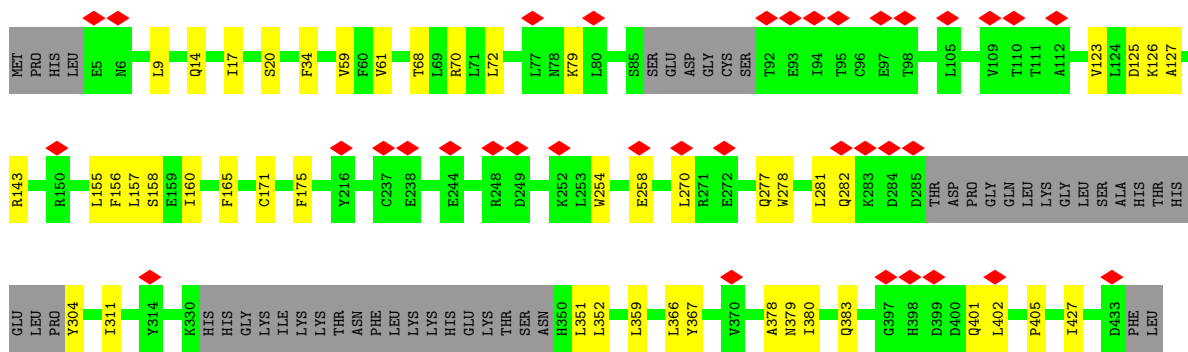 MET PRO HIS LEU E5 N6 L9 Q14 I17 S20 F34 V59 F60 V61 T68 L69 R70 L71 L72 L77 N78 K79 L80 S85 SER GLU ASP GLY CYS SER T92 E93 I94 T95 C96 E97 T98 L105 V109 T110 T111 A112 V123 L124 D125 K126 A127
R143 R150 L155 F156 L157 S158 E159 I160 F165 C171 F175 Y216 C237 E238 E244 R248 D249 K252 L253 W254 E258 L270 R271 E272 Q277 W278 L281 Q282 K283 D284 D285 THR ASP PRO GLY GLN LEU LYS GLY LEU SER ALA HIS THR HIS
GLU LEU PRO Y304 I311 Y314 K330 HIS HIS GLY LYS ILE LYS LYS THR ASN PHE LEU LYS LYS HIS GLU LYS THR SER ASN H350 L351 L352 L359 L366 Y367 V370 A378 N379 I380 Q383 G397 H398 D399 D400 Q401 L402 P405 I427 D433 PHE LEU